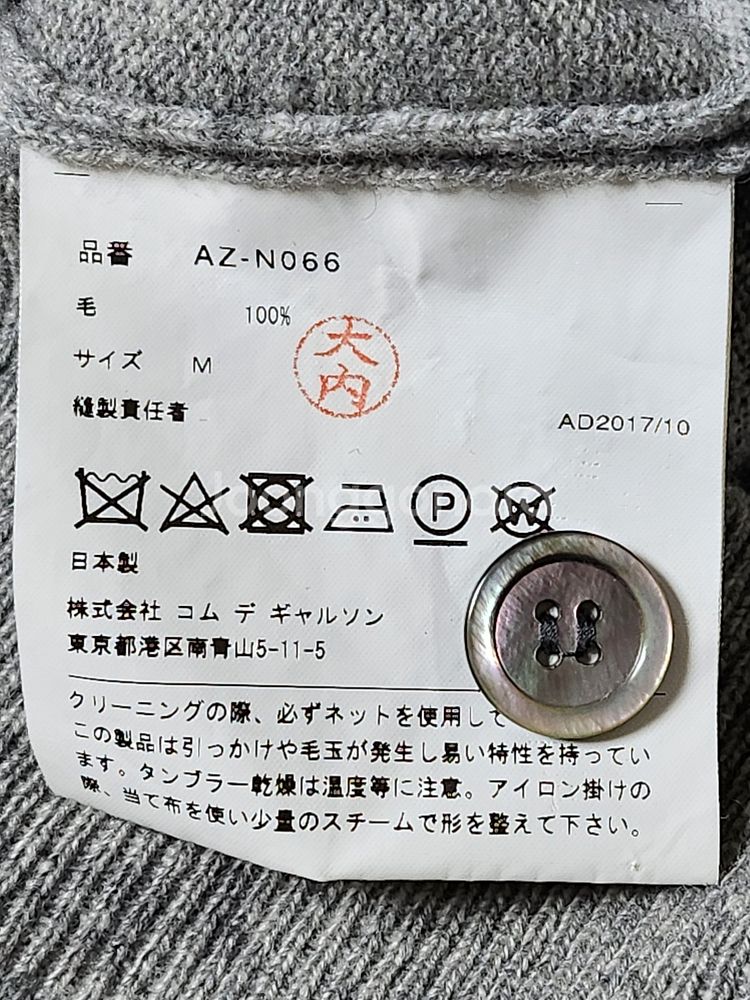 品番 AZ-N066
毛 100%
大内
サイズ M
縫製責任者
AD2017/10
P
W
日本製
株式会社 コム デ ギャルソン
東京都港区南青山5-11-5
クリーニングの際、必ずネットを使用して
この製品は引っかけや毛玉が発生し易い特性を持ってい
ます。タンブラー乾燥は温度等に注意。アイロン掛けの
際、当て布を使い少量のスチームで形を整えて下さい。